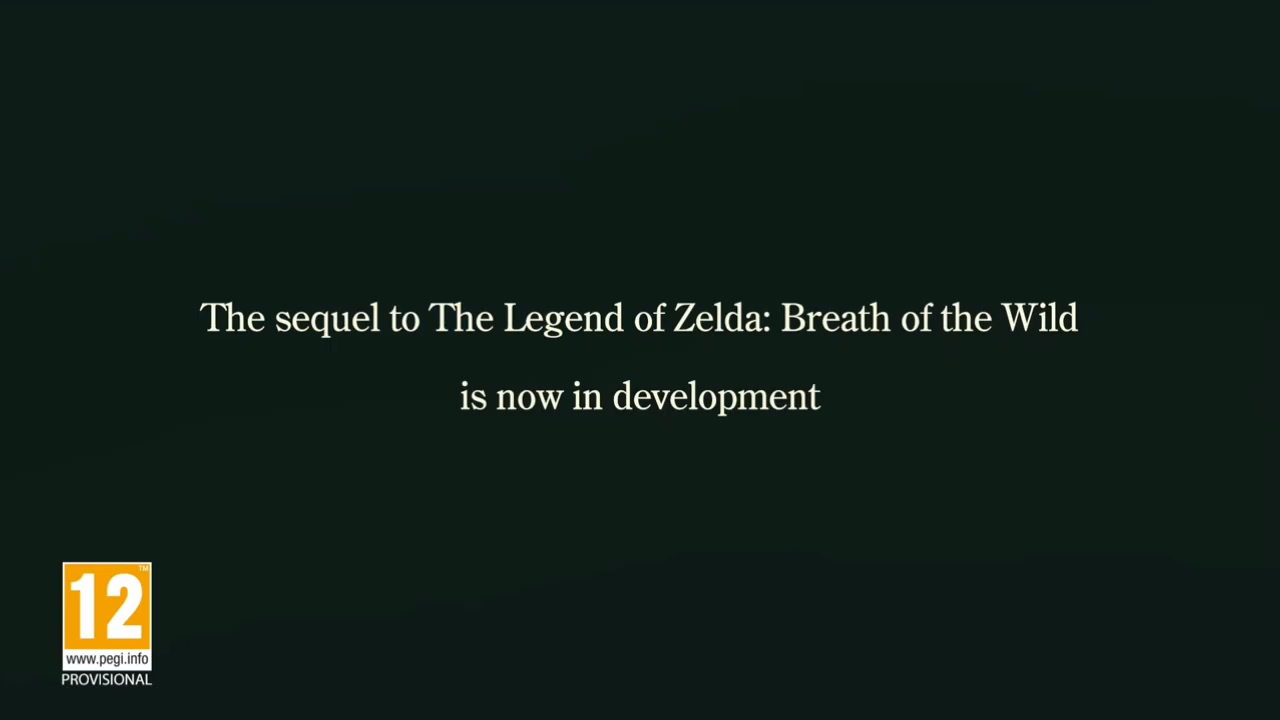 The sequel to The Legend of Zelda: Breath of the Wild
is now in development
12™
www.pegi.info
PROVISIONAL